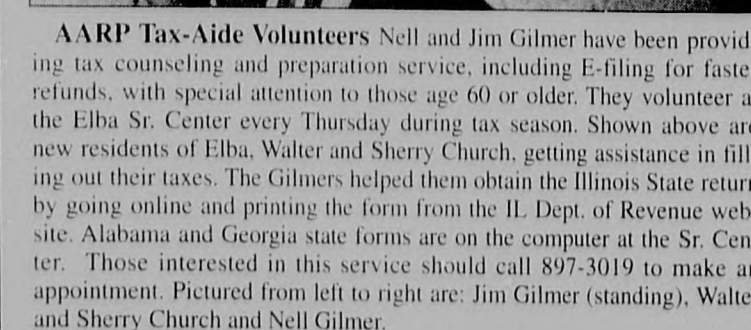 AARP Tax-Aide Volunteers Nell and Jim Gilmer have been provid
ing tax counseling and preparation service, including E-filing for faste
refunds, with special attention to those age 60 or older. They volunteer a
the Elba Sr. Center every Thursday during tax season. Shown above are
new residents of Elba, Walter and Sherry Church, getting assistance in fill
ing out their taxes. The Gilmers helped them obtain the Illinois State return
by going online and printing the form from the IL Dept. of Revenue web
site. Alabama and Georgia state forms are on the computer at the Sr. Cen
ter. Those interested in this service should call 897-3019 to make an
appointment. Pictured from left to right are: Jim Gilmer (standing), Walte
and Sherry Church and Nell Gilmer.